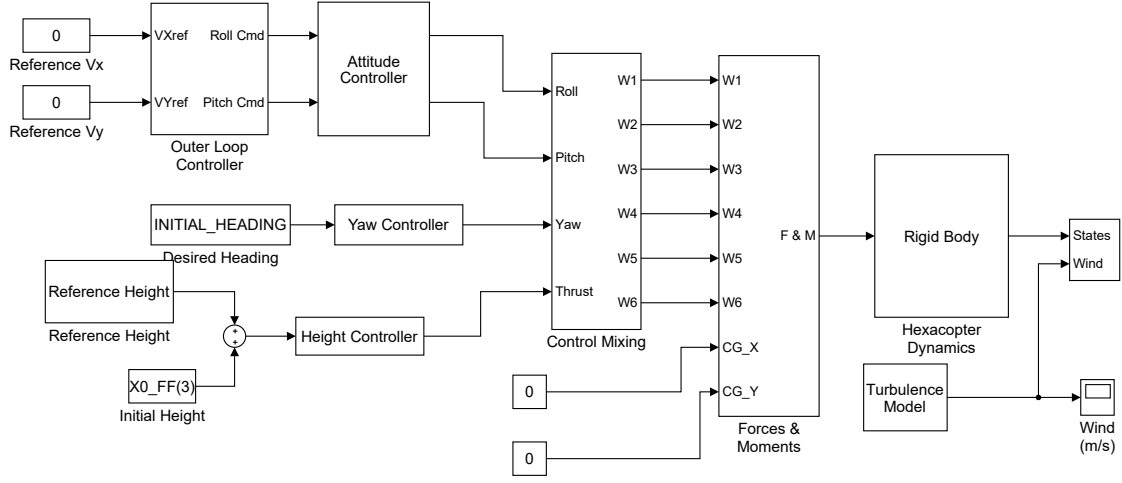 0
Reference Vx
0
Reference Vy
VXref
Roll Cmd
VYref
Pitch Cmd
Outer Loop
Controller
Attitude
Controller
INITIAL_HEADING
Desired Heading
Yaw Controller
Reference Height
Reference Height
+
+
X0_FF(3)
Initial Height
Height Controller
Roll
Pitch
Yaw
Thrust
W1
W2
W3
W4
W5
W6
Control Mixing
0
0
W1
W2
W3
W4
W5
W6
CG_X
CG_Y
F & M
Forces &
Moments
Rigid Body
Hexacopter
Dynamics
Turbulence
Model
States
Wind
Wind
(m/s)